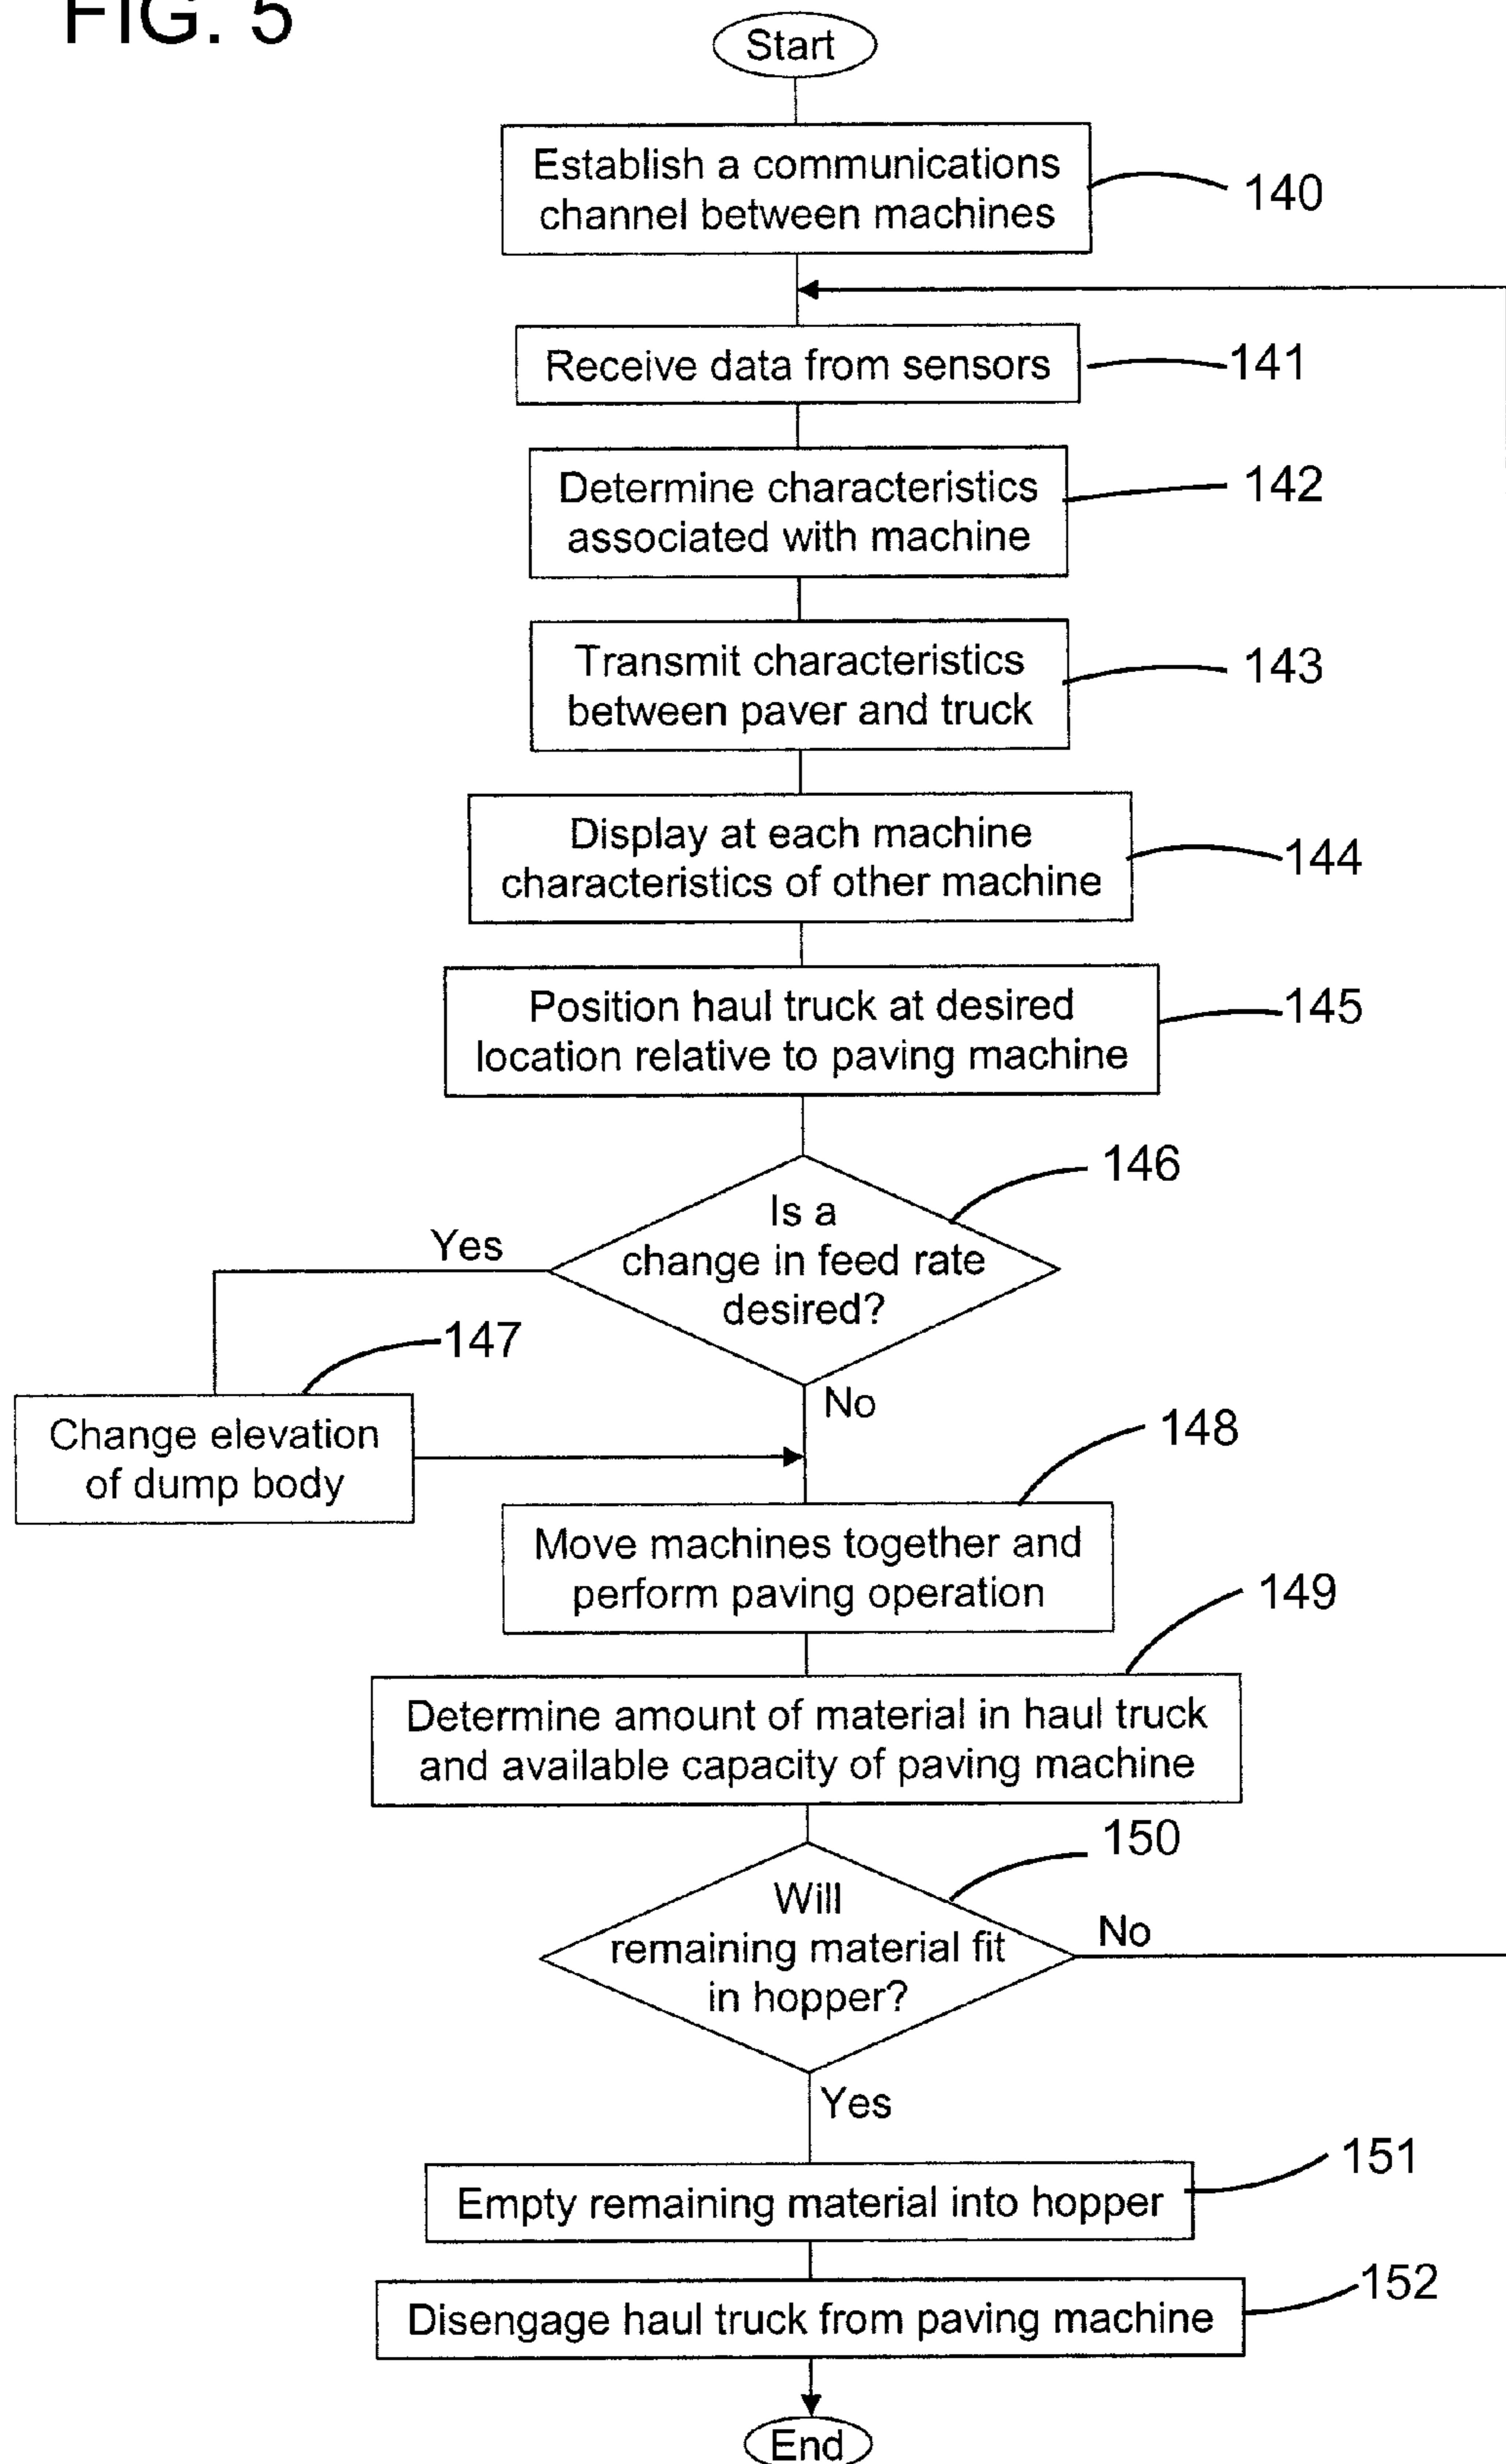 FIG. 5
Start
Establish a communications
channel between machines
140
Receive data from sensors
141
Determine characteristics
associated with machine
142
Transmit characteristics
between paver and truck
143
Display at each machine
characteristics of other machine
144
Position haul truck at desired
location relative to paving machine
145
Is a
change in feed rate
desired?
146
Yes
No
Change elevation
of dump body
147
Move machines together and
perform paving operation
148
Determine amount of material in haul truck
and available capacity of paving machine
149
Will
remaining material fit
in hopper?
150
No
Yes
Empty remaining material into hopper
151
Disengage haul truck from paving machine
152
End